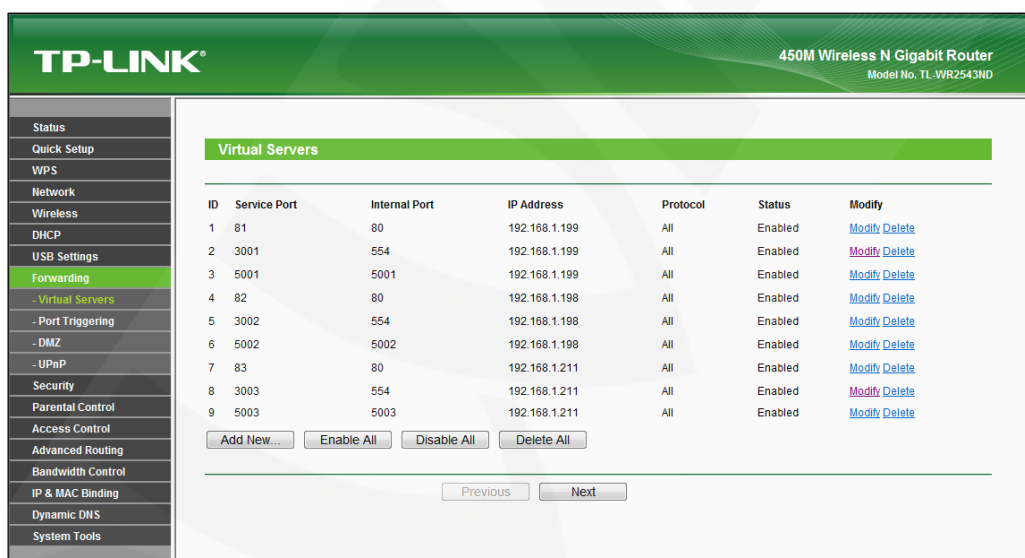 TP-LINK®
450M Wireless N Gigabit Router
Model No. TL-WR2543ND
Status
Quick Setup
WPS
Network
Wireless
DHCP
USB Settings
Forwarding
- Virtual Servers
- Port Triggering
- DMZ
- UPnP
Security
Parental Control
Access Control
Advanced Routing
Bandwidth Control
IP & MAC Binding
Dynamic DNS
System Tools
Virtual Servers
ID Service Port Internal Port IP Address Protocol Status Modify
1 81 80 192.168.1.199 All Enabled Modify Delete
2 3001 554 192.168.1.199 All Enabled Modify Delete
3 5001 5001 192.168.1.199 All Enabled Modify Delete
4 82 80 192.168.1.198 All Enabled Modify Delete
5 3002 554 192.168.1.198 All Enabled Modify Delete
6 5002 5002 192.168.1.198 All Enabled Modify Delete
7 83 80 192.168.1.211 All Enabled Modify Delete
8 3003 554 192.168.1.211 All Enabled Modify Delete
9 5003 5003 192.168.1.211 All Enabled Modify Delete
Add New... Enable All Disable All Delete All
Previous Next